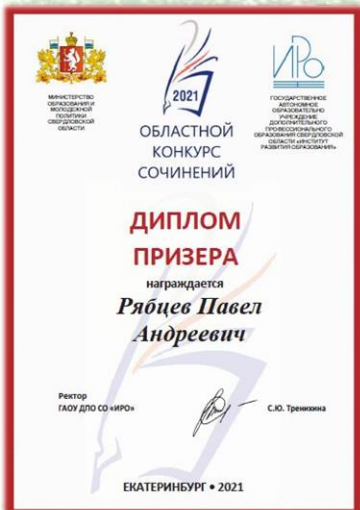 МИНИСТЕРСТВО
ОБРАЗОВАНИЯ И
МОЛОДЕЖНОЙ
ПОЛИТИКИ
СВЕРДЛОВСКОЙ
ОБЛАСТИ
2021
ОБЛАСТНОЙ
КОНКУРС
СОЧИНЕНИЙ
ИРО
ГОСУДАРСТВЕННОЕ
АВТОНОМНОЕ
ОБРАЗОВАТЕЛЬНО
УЧРЕЖДЕНИЕ
ДОПОЛНИТЕЛЬНОГО
ПРОФЕССИОНАЛЬНОГО
ОБРАЗОВАНИЯ СВЕРДЛОВСКОЙ
ОБЛАСТИ «ИНСТИТУТ
РАЗВИТИЯ ОБРАЗОВАНИЯ»
ДИПЛОМ
ПРИЗЕРА
награждается
Рябцев Павел
Андреевич
Ректор
ГАОУ ДПО СО «ИРО»
С.Ю. Тренихина
ЕКАТЕРИНБУРГ • 2021